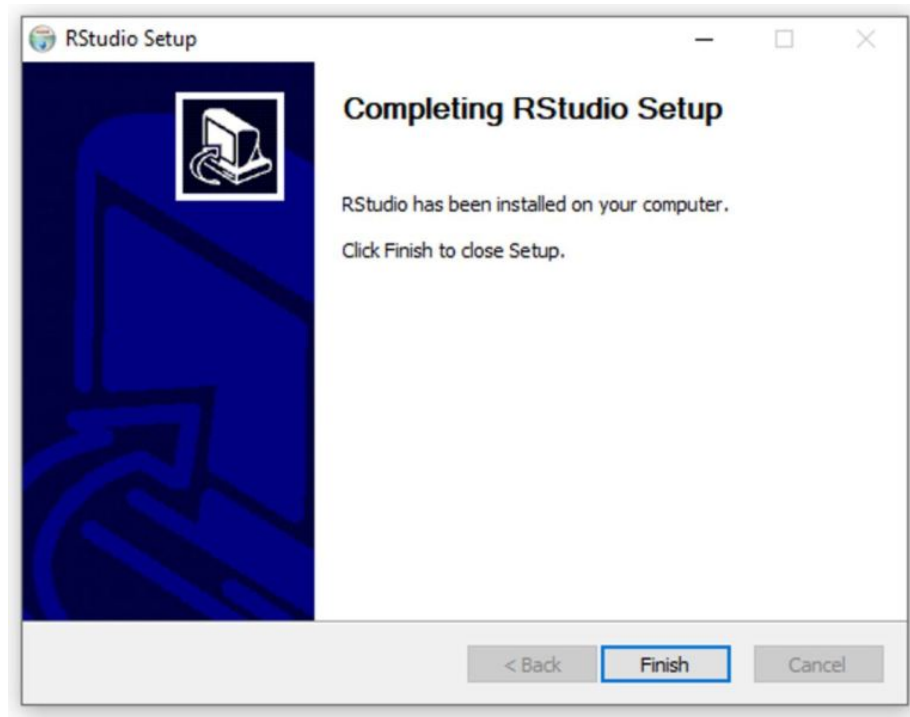 RStudio Setup
Completing RStudio Setup
RStudio has been installed on your computer.
Click Finish to close Setup.
< Back Finish Cancel